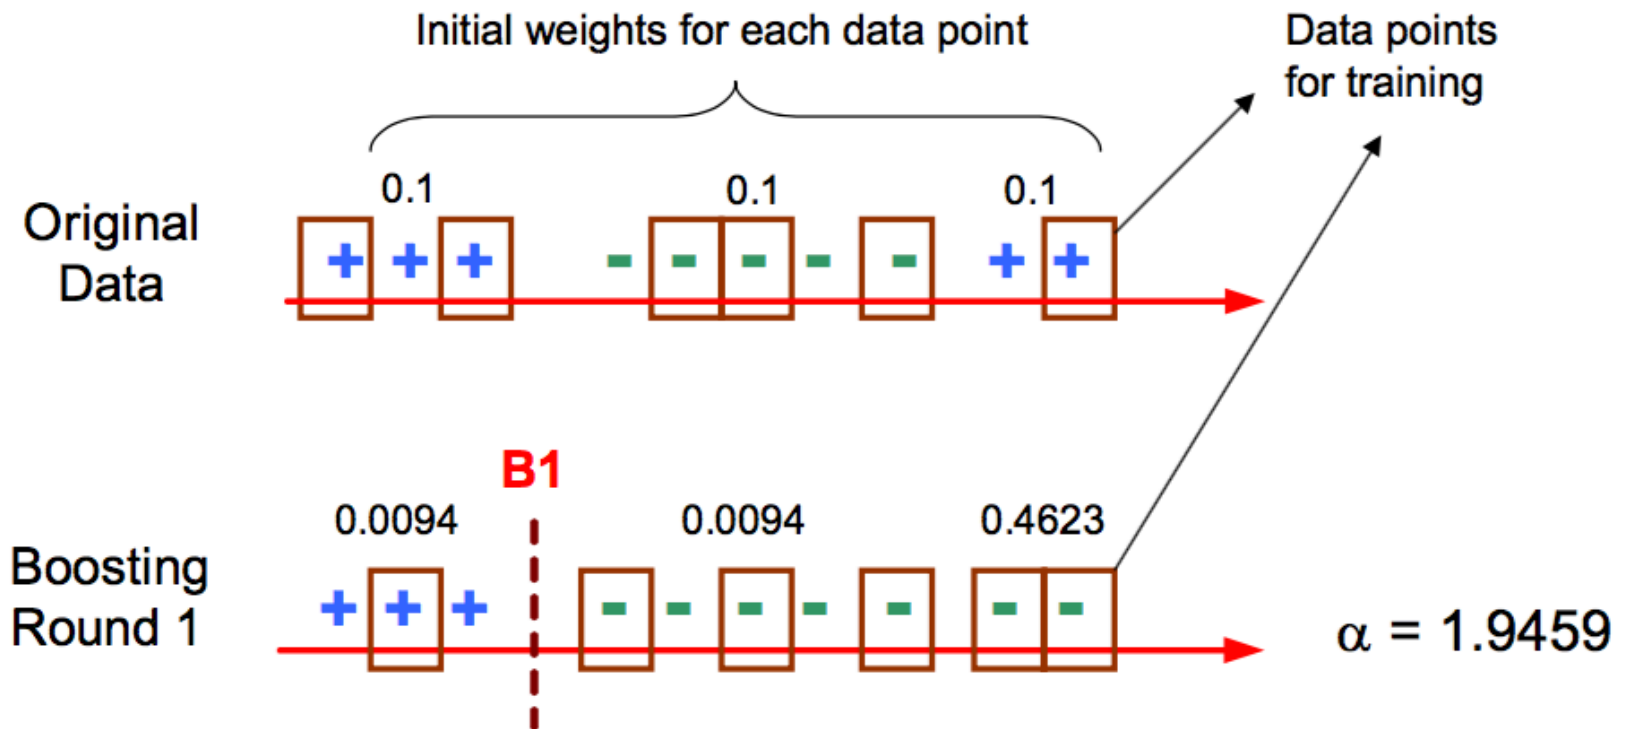 Initial weights for each data point
Data points
for training
0.1 0.1 0.1
Original
Data
+ + + - - - - - + +
B1
0.0094 0.0094 0.4623
Boosting
Round 1
+ + + - - - - - - -
α = 1.9459